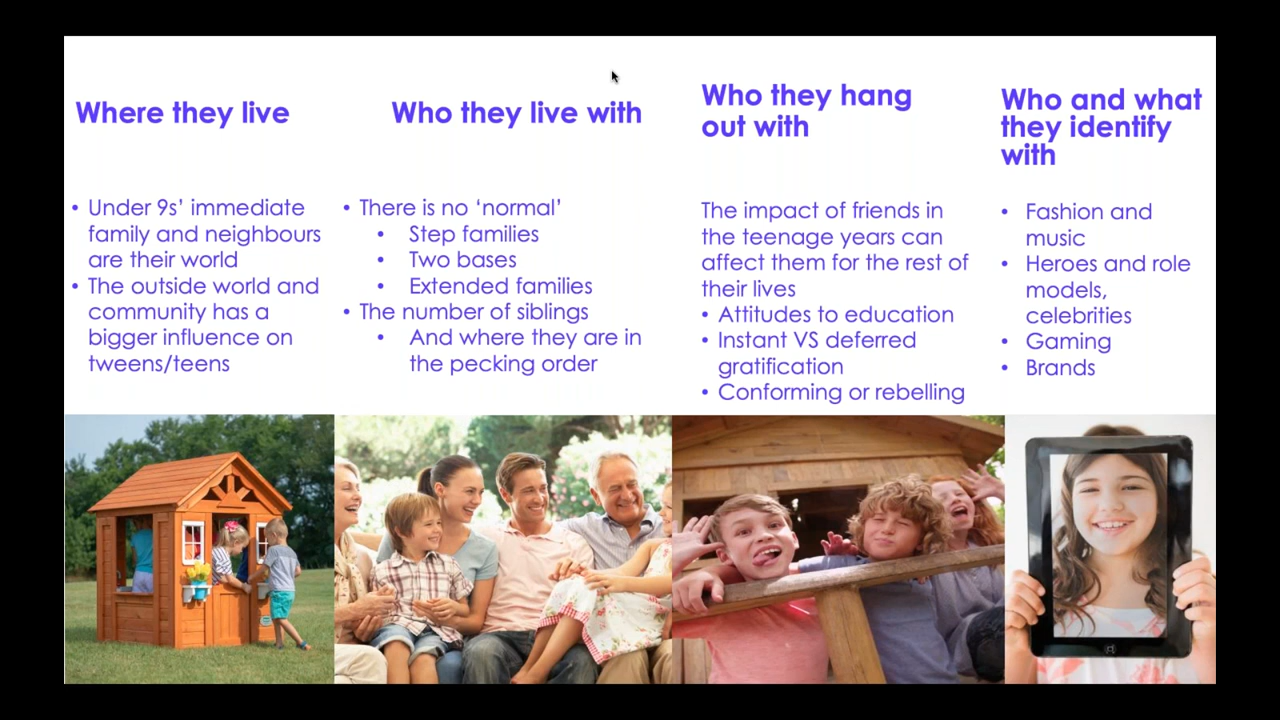 Where they live
• Under 9s’ immediate
family and neighbours
are their world
• The outside world and
community has a
bigger influence on
tweens/teens
Who they live with
• There is no ‘normal’
• Step families
• Two bases
• Extended families
• The number of siblings
• And where they are in
the pecking order
Who they hang
out with
The impact of friends in
the teenage years can
affect them for the rest of
their lives
• Attitudes to education
• Instant VS deferred
gratification
• Conforming or rebelling
Who and what
they identify
with
• Fashion and
music
• Heroes and role
models,
celebrities
• Gaming
• Brands